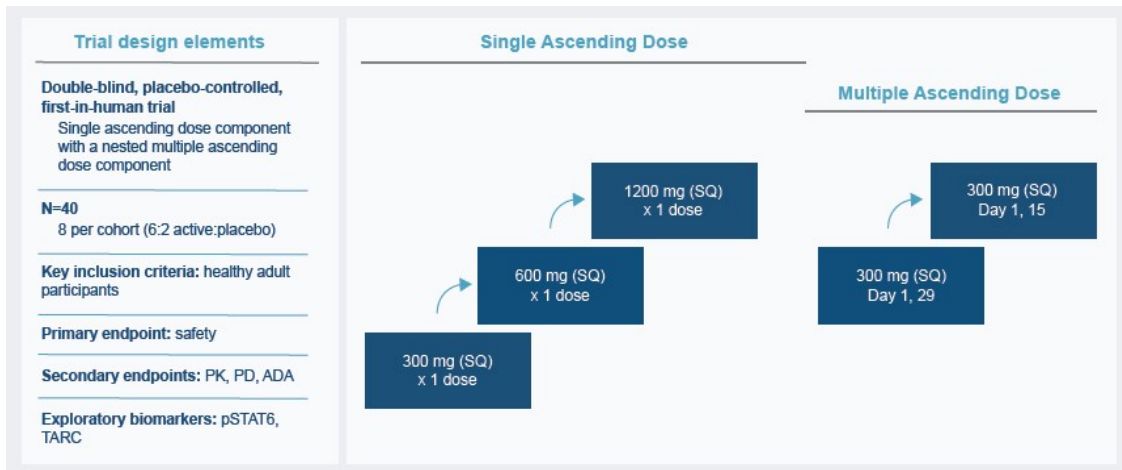 Trial design elements
Double-blind, placebo-controlled,
first-in-human trial
Single ascending dose component
with a nested multiple ascending
dose component
N=40
8 per cohort (6:2 active:placebo)
Key inclusion criteria: healthy adult
participants
Primary endpoint: safety
Secondary endpoints: PK, PD, ADA
Exploratory biomarkers: pSTAT6,
TARC
Single Ascending Dose
300 mg (SQ)
x 1 dose
600 mg (SQ)
x 1 dose
1200 mg (SQ)
x 1 dose
Multiple Ascending Dose
300 mg (SQ)
Day 1, 29
300 mg (SQ)
Day 1, 15